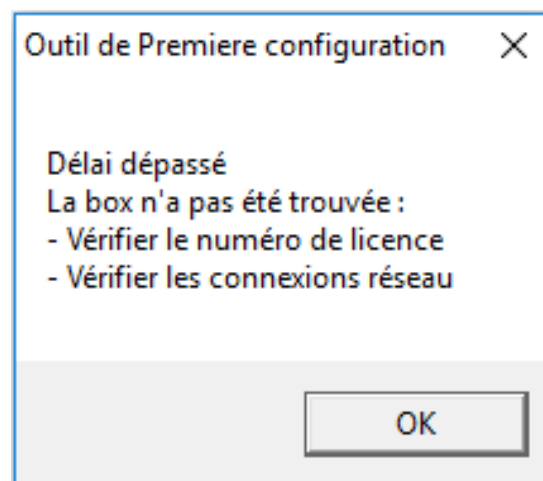 Outil de Premiere configuration
Délai dépassé
La box n'a pas été trouvée :
- Vérifier le numéro de licence
- Vérifier les connexions réseau
OK